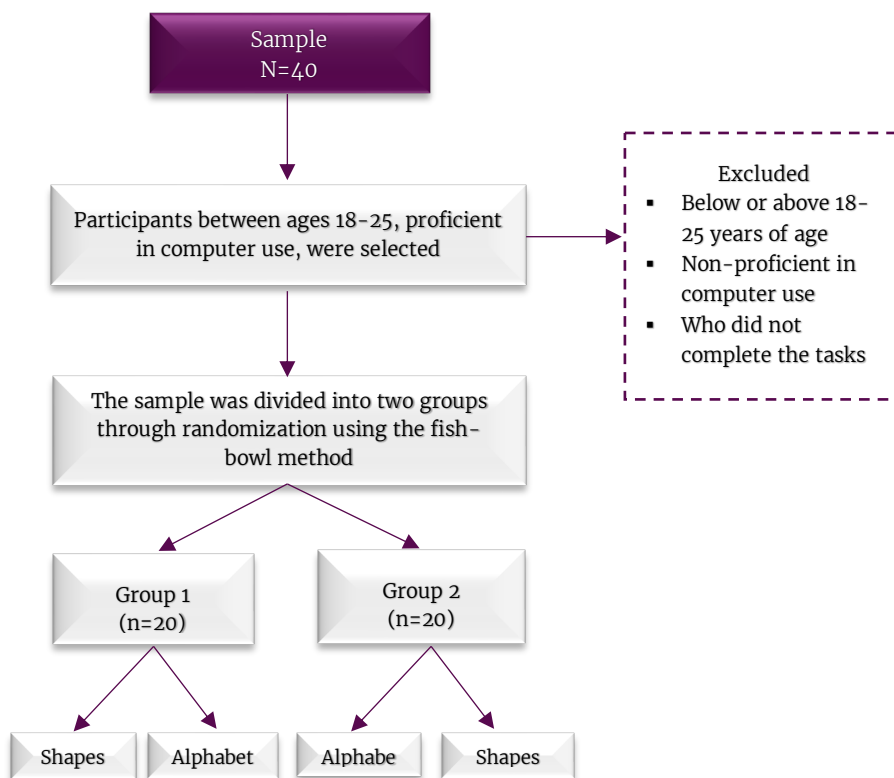 Sample
N=40
Participants between ages 18-25, proficient
in computer use, were selected
Excluded
▪ Below or above 18-
25 years of age
▪ Non-proficient in
computer use
▪ Who did not
complete the tasks
The sample was divided into two groups
through randomization using the fish-
bowl method
Group 1
(n=20)
Group 2
(n=20)
Shapes
Alphabet
Alphabe
Shapes